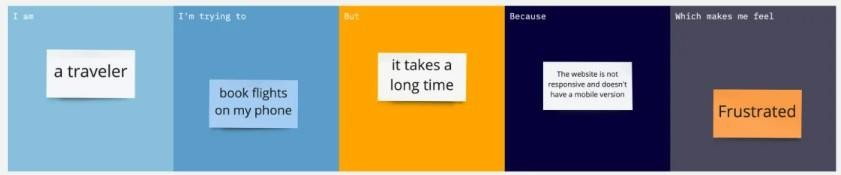 I am
I'm trying to
But
Because
Which makes me feel
a traveler
book flights
on my phone
it takes a
long time
The website is not
responsive and doesn't
have a mobile version
Frustrated